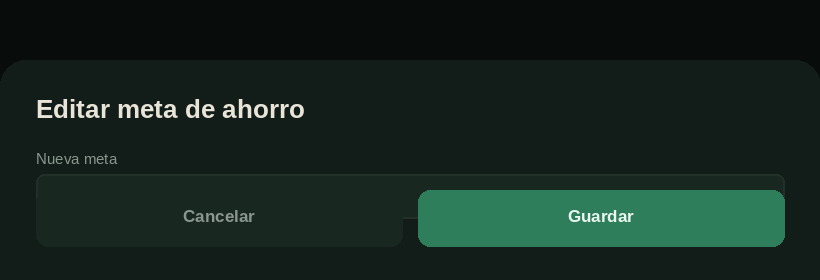 Editar meta de ahorro
Nueva meta
Cancelar
Guardar